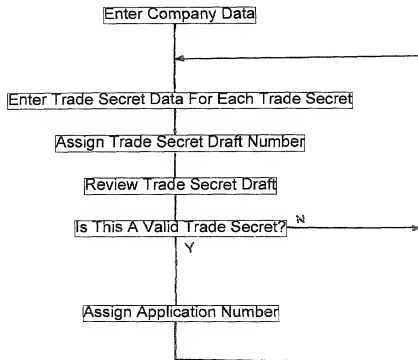 Enter Company Data
Enter Trade Secret Data For Each Trade Secret
Assign Trade Secret Draft Number
Review Trade Secret Draft
Is This A Valid Trade Secret? N
Y
Assign Application Number